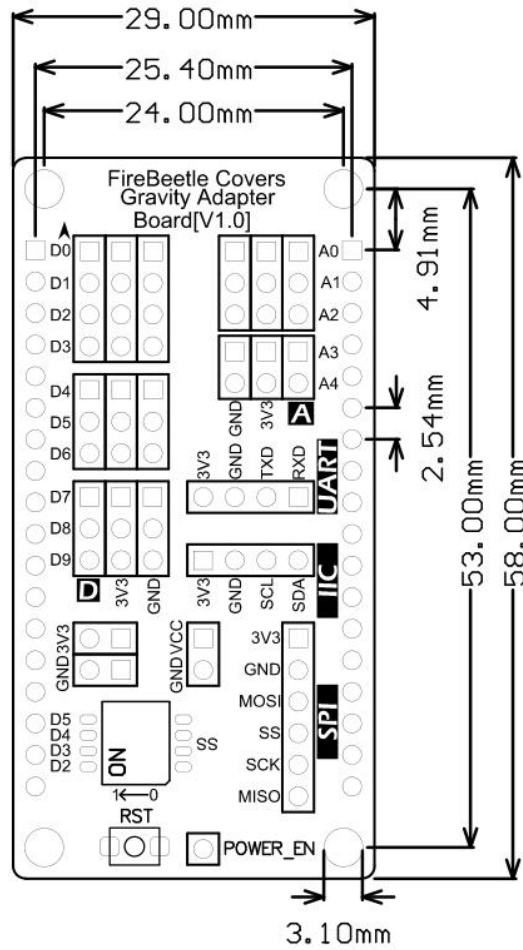 29.00mm
25.40mm
24.00mm
FireBeetle Covers
Gravity Adapter
Board[V1.0]
4.91mm
D0
A0
D1
A1
D2
A2
D3
A3
D4
A4
GND
3V3
A
2.54mm
D5
D6
3V3
GND
TXD
RXD
UART
53.00mm
58.00mm
D7
D8
D9
D
3V3
GND
3V3
GND
SCL
SDA
IIC
GND 3V3
GND VCC
3V3
GND
MOSI
SS
SCK
MISO
SPI
D5
D4
D3
D2
ON
SS
1 ← 0
RST
POWER_EN
3.10mm